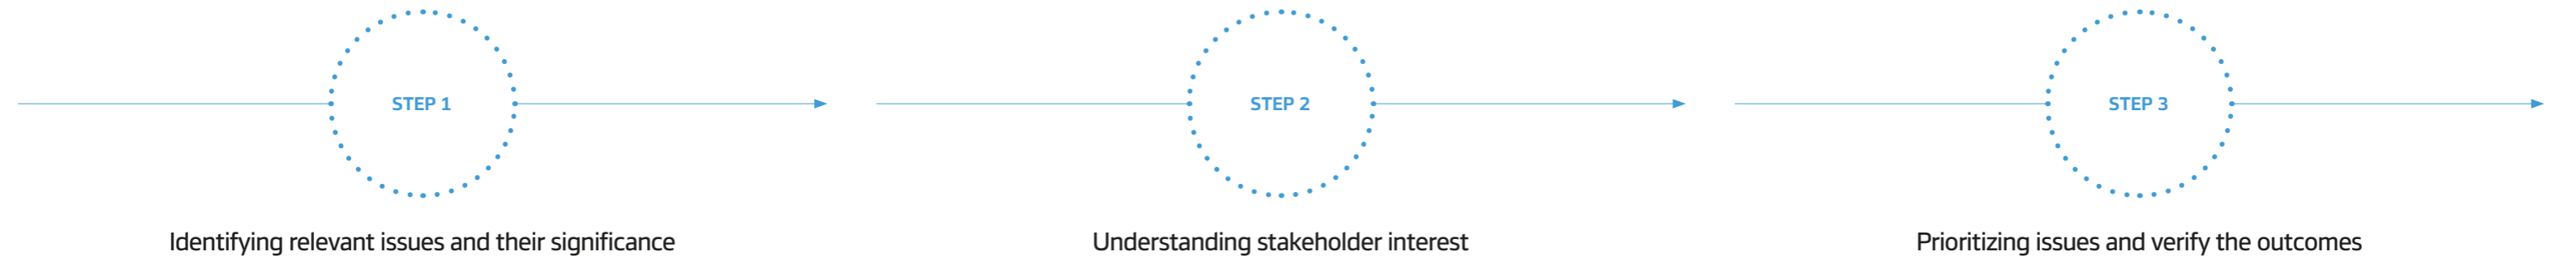 STEP 1
Identifying relevant issues and their significance
STEP 2
Understanding stakeholder interest
STEP 3
Prioritizing issues and verify the outcomes